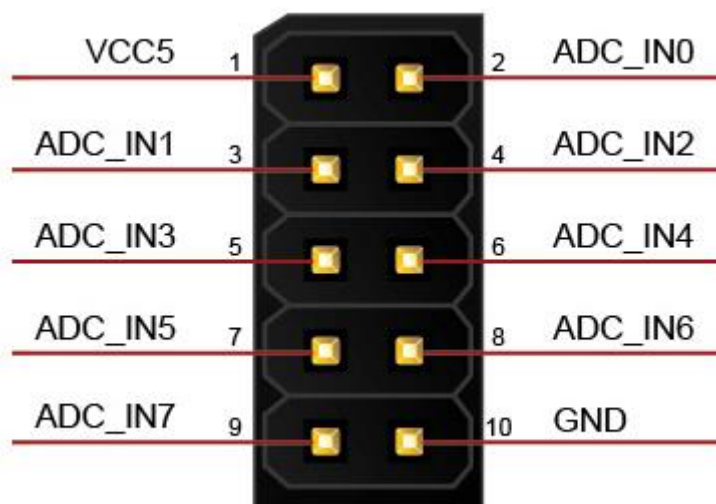 VCC5 1 2 ADC_IN0
ADC_IN1 3 4 ADC_IN2
ADC_IN3 5 6 ADC_IN4
ADC_IN5 7 8 ADC_IN6
ADC_IN7 9 10 GND